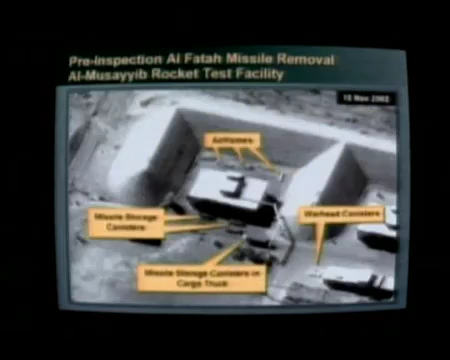 Pre-Inspection Al Fatah Missile Removal
Al-Musayyib Rocket Test Facility
10 Nov 2002
Airframes
Missile Storage
Canisters
Warhead Canisters
Missile Storage Canisters in
Cargo Truck